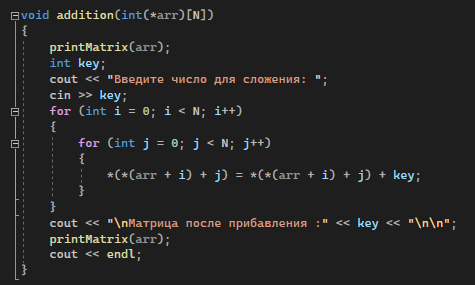 void addition(int(*arr)[N])
{
    printMatrix(arr);
    int key;
    cout << "Введите число для сложения: ";
    cin >> key;
    for (int i = 0; i < N; i++)
    {
        for (int j = 0; j < N; j++)
        {
            *(*(arr + i) + j) = *(*(arr + i) + j) + key;
        }
    }
    cout << "\nМатрица после прибавления :" << key << "\n\n";
    printMatrix(arr);
    cout << endl;
}